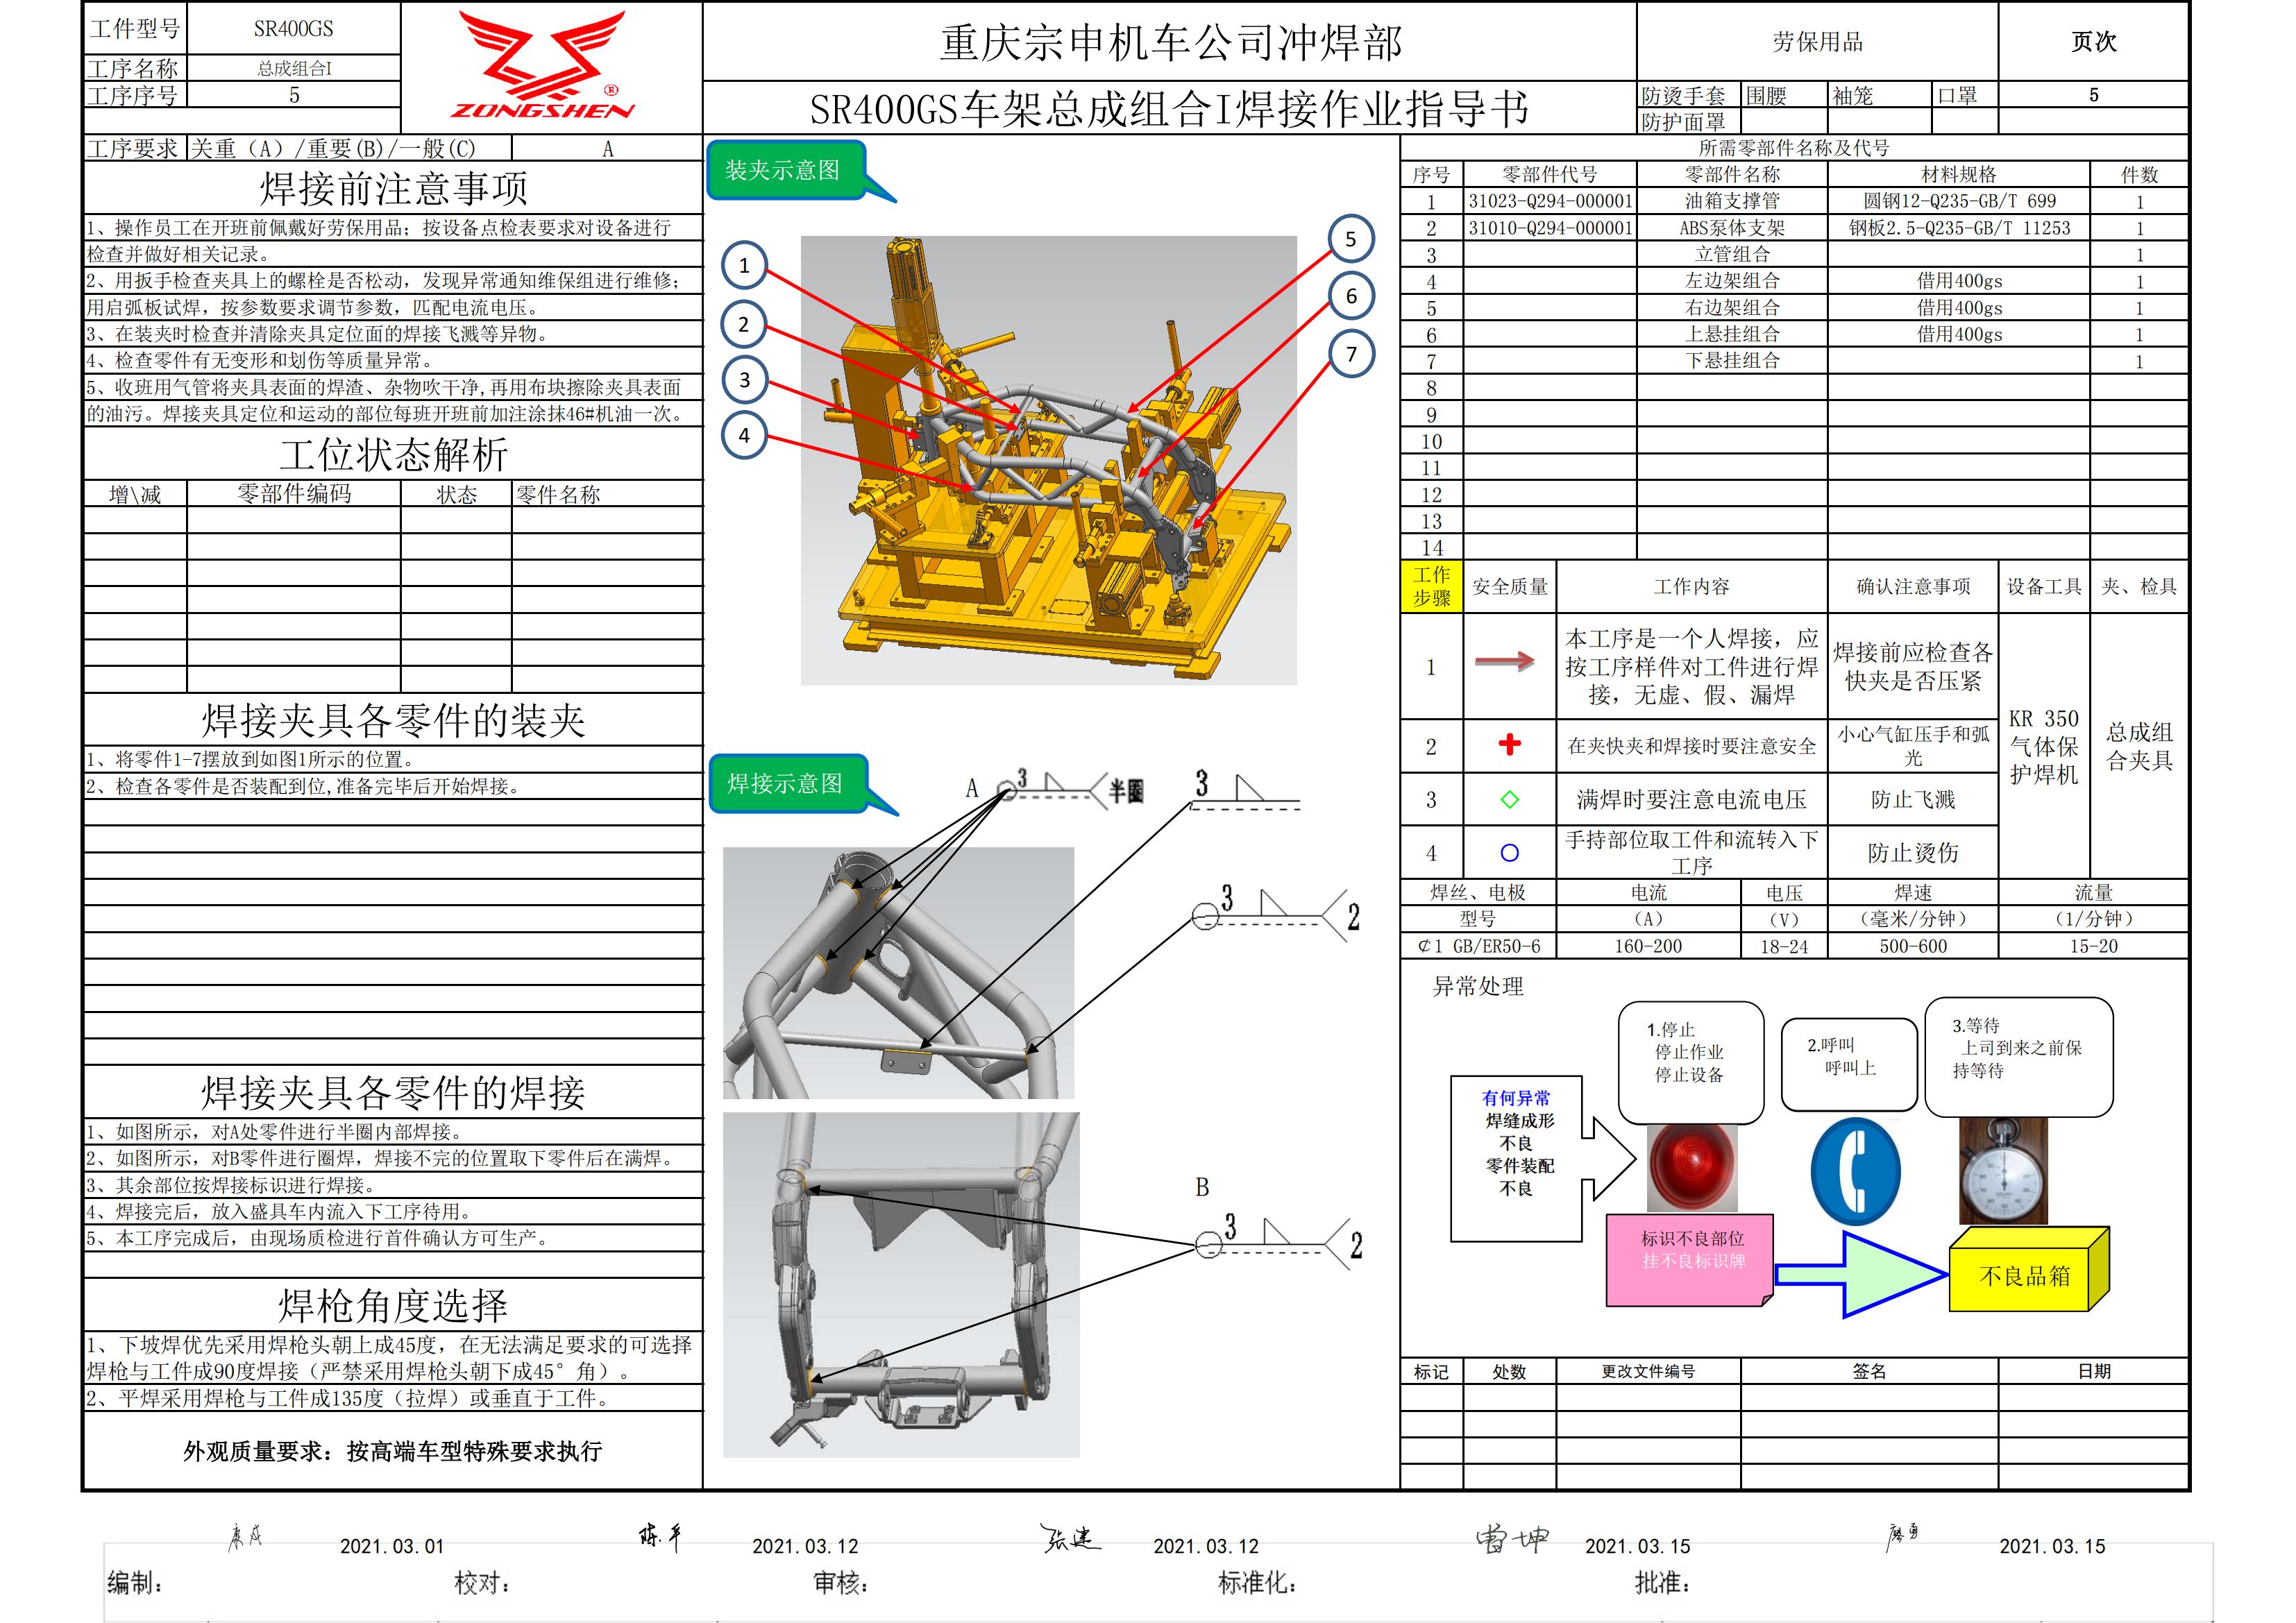 工件型号 SR400GS
工序名称 总成组合I
工序序号 5
ZONGSHEN ®
重庆宗申机车公司冲焊部
SR400GS车架总成组合I焊接作业指导书
劳保用品 页次
防烫手套 围腰 袖笼 口罩 5
防护面罩
工序要求 关重（A）/重要(B)/一般(C) A
焊接前注意事项
1、操作员工在开班前佩戴好劳保用品；按设备点检表要求对设备进行
检查并做好相关记录。
2、用扳手检查夹具上的螺栓是否松动，发现异常通知维保组进行维修；
用启弧板试焊，按参数要求调节参数，匹配电流电压。
3、在装夹时检查并清除夹具定位面的焊接飞溅等异物。
4、检查零件有无变形和划伤等质量异常。
5、收班用气管将夹具表面的焊渣、杂物吹干净,再用布块擦除夹具表面
的油污。焊接夹具定位和运动的部位每班开班前加注涂抹46#机油一次。
工位状态解析
增\减 零部件编码 状态 零件名称
焊接夹具各零件的装夹
1、将零件1-7摆放到如图1所示的位置。
2、检查各零件是否装配到位,准备完毕后开始焊接。
焊接夹具各零件的焊接
1、如图所示，对A处零件进行半圈内部焊接。
2、如图所示，对B零件进行圈焊，焊接不完的位置取下零件后在满焊。
3、其余部位按焊接标识进行焊接。
4、焊接完后，放入盛具车内流入下工序待用。
5、本工序完成后，由现场质检进行首件确认方可生产。
焊枪角度选择
1、下坡焊优先采用焊枪头朝上成45度，在无法满足要求的可选择
焊枪与工件成90度焊接（严禁采用焊枪头朝下成45°角）。
2、平焊采用焊枪与工件成135度（拉焊）或垂直于工件。
外观质量要求：按高端车型特殊要求执行
装夹示意图
1
2
3
4
5
6
7
焊接示意图
A 3 半圈
3
3 2
B
3 2
所需零部件名称及代号
序号 零部件代号 零部件名称 材料规格 件数
1 31023-Q294-000001 油箱支撑管 圆钢12-Q235-GB/T 699 1
2 31010-Q294-000001 ABS泵体支架 钢板2.5-Q235-GB/T 11253 1
3 立管组合 1
4 左边架组合 借用400gs 1
5 右边架组合 借用400gs 1
6 上悬挂组合 借用400gs 1
7 下悬挂组合 1
8
9
10
11
12
13
14
工作步骤 安全质量 工作内容 确认注意事项 设备工具 夹、检具
1 本工序是一个人焊接，应按工序样件对工件进行焊接，无虚、假、漏焊 焊接前应检查各快夹是否压紧
2 在夹快夹和焊接时要注意安全 小心气缸压手和弧光
3 满焊时要注意电流电压 防止飞溅
4 手持部位取工件和流转入下工序 防止烫伤
KR 350气体保护焊机
总成组合夹具
焊丝、电极 电流 电压 焊速 流量
型号 （A） （V） （毫米/分钟） （1/分钟）
¢1 GB/ER50-6 160-200 18-24 500-600 15-20
异常处理
有何异常
焊缝成形
不良
零件装配
不良
1.停止
停止作业
停止设备
2.呼叫
呼叫上
3.等待
上司到来之前保
持等待
标识不良部位
挂不良标识牌
不良品箱
标记 处数 更改文件编号 签名 日期
2021.03.01 陈平 2021.03.12 张建 2021.03.12 雷坤 2021.03.15 廖勇 2021.03.15
编制： 校对： 审核： 标准化： 批准：